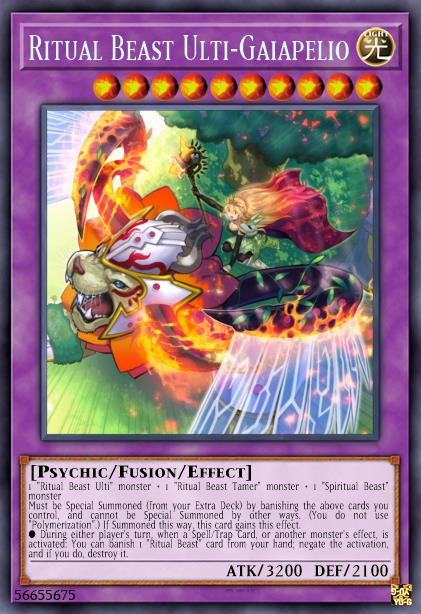 Ritual Beast Ulti-Gaiapelio
LIGHT
光
[Psychic/Fusion/Effect]
1 "Ritual Beast Ulti" monster + 1 "Ritual Beast Tamer" monster + 1 "Spiritual Beast"
monster
Must be Special Summoned (from your Extra Deck) by banishing the above cards you
control, and cannot be Special Summoned by other ways. (You do not use
"Polymerization".) If Summoned this way, this card gains this effect.
● During either player's turn, when a Spell/Trap Card, or another monster's effect, is
activated: You can banish 1 "Ritual Beast" card from your hand; negate the activation,
and if you do, destroy it.
ATK/3200 DEF/2100
56655675